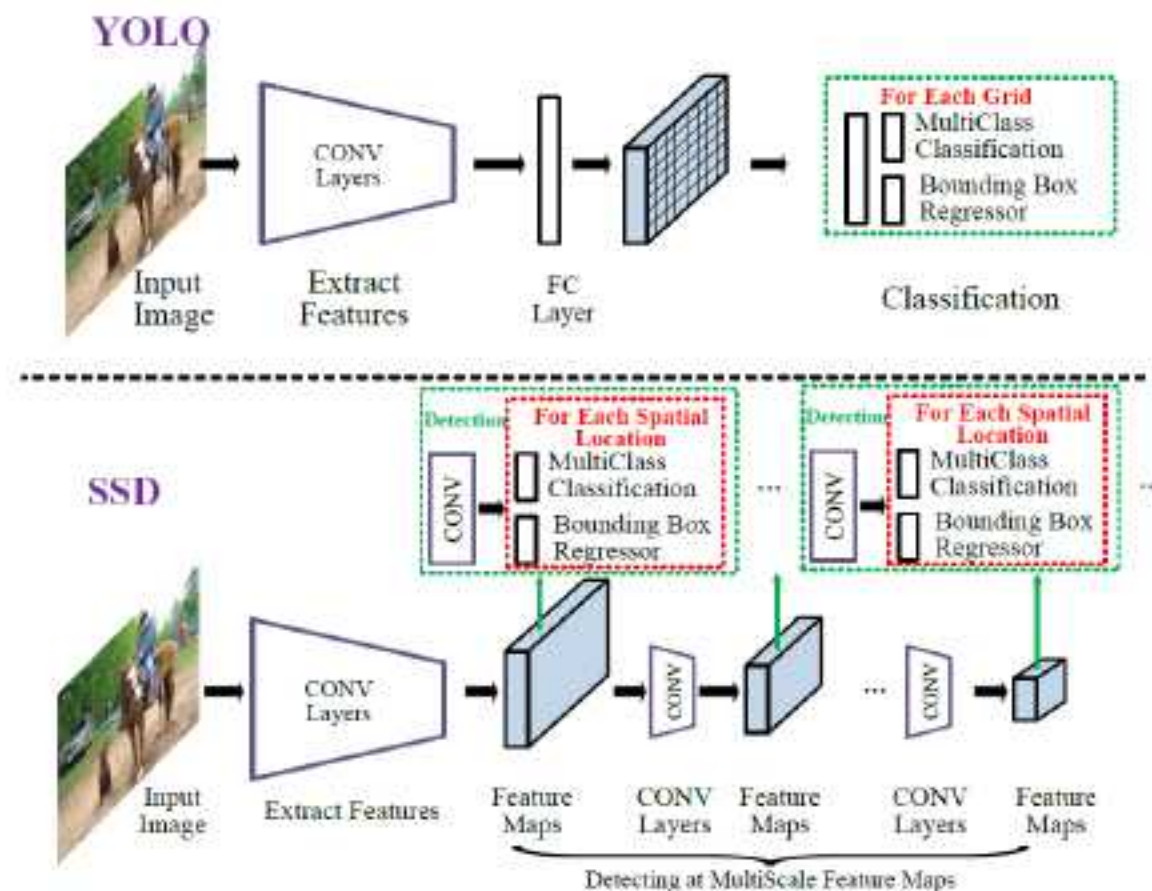 YOLO
For Each Grid
MultiClass
Classification
Bounding Box
Regressor
CONV
Layers
Input
Image
Extract
Features
FC
Layer
Classification
Detection
For Each Spatial
Location
MultiClass
Classification
Bounding Box
Regressor
CONV
...
Detection
For Each Spatial
Location
MultiClass
Classification
Bounding Box
Regressor
CONV
...
SSD
CONV
Layers
CONV
...
CONV
Input
Image
Extract Features
Feature
Maps
CONV
Layers
Feature
Maps
CONV
Layers
Feature
Maps
Detecting at MultiScale Feature Maps